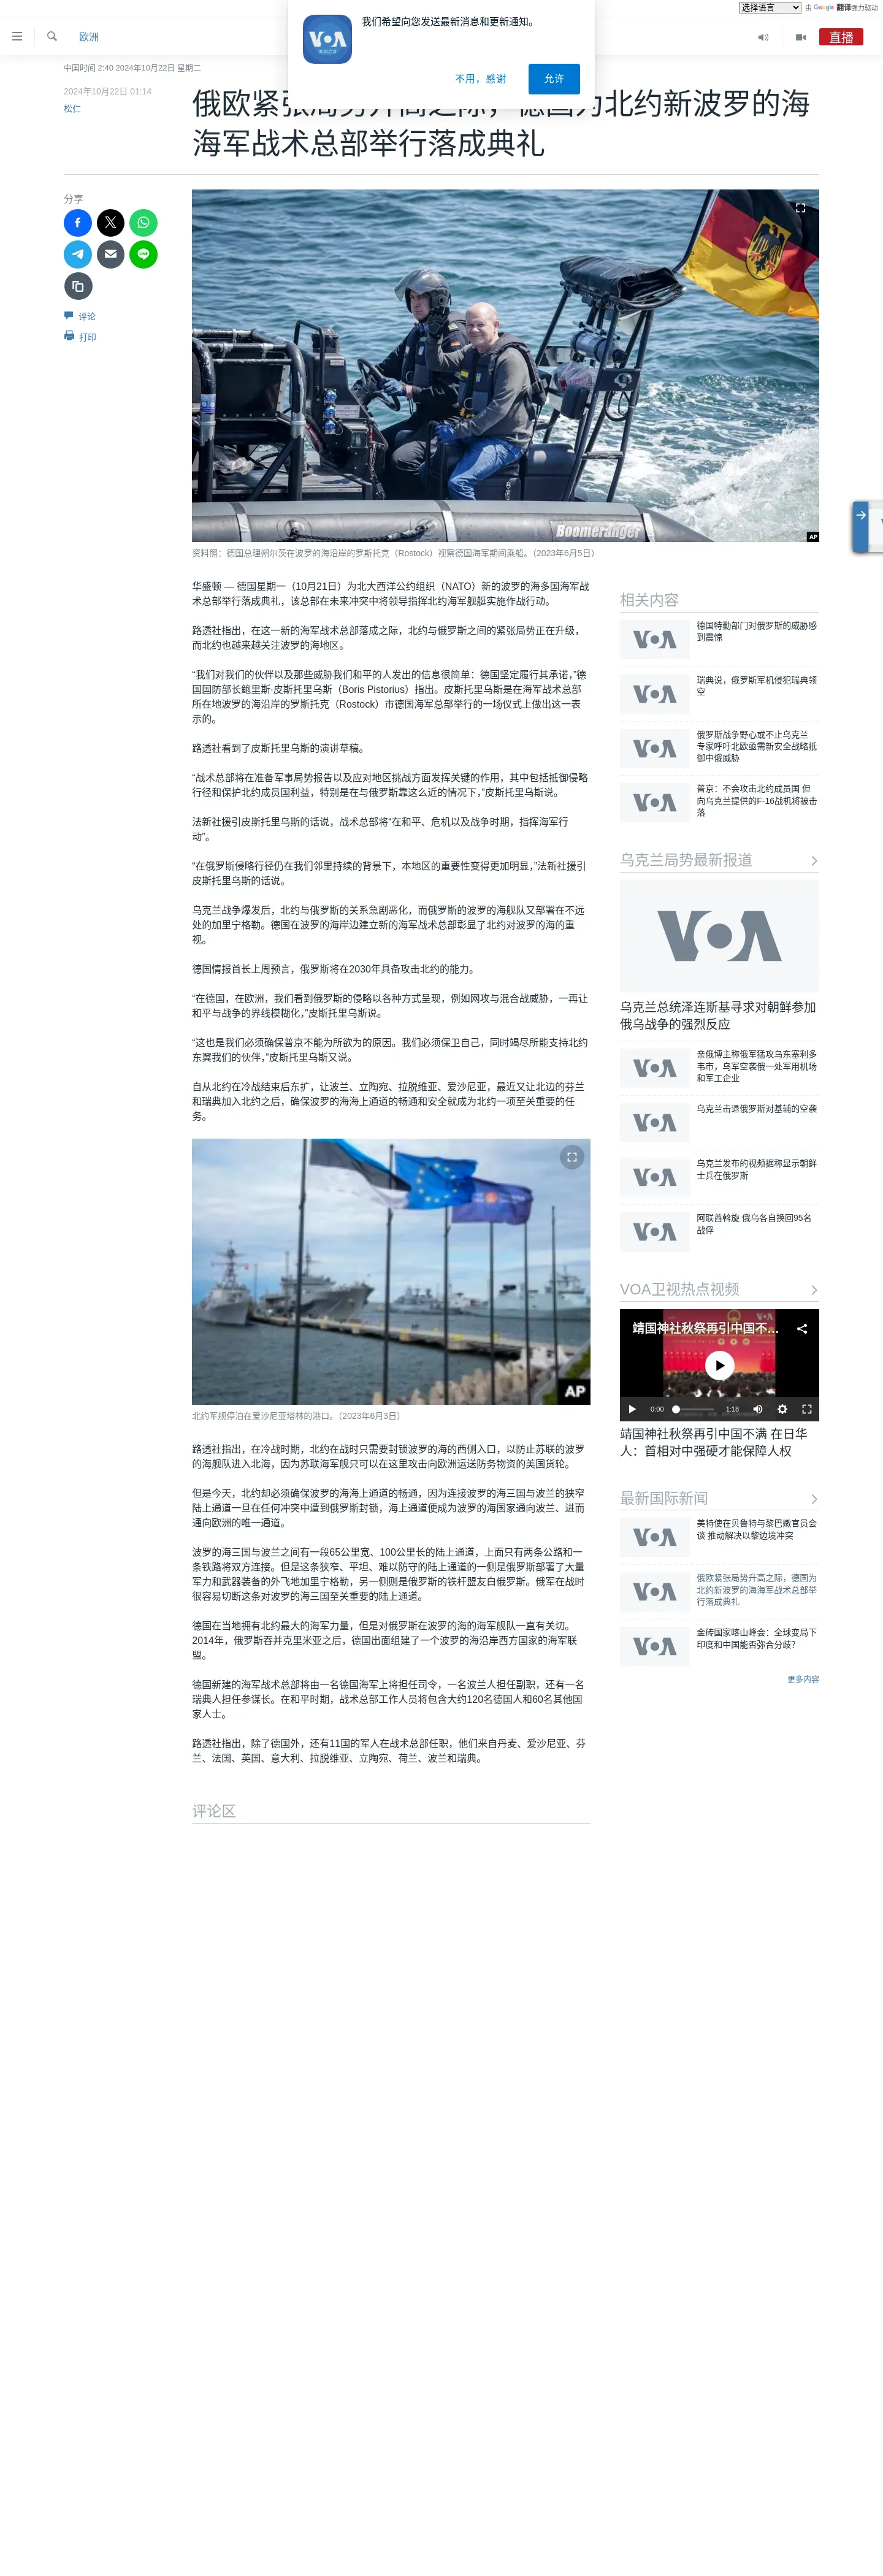 选择语言 由 Google 翻译强力驱动
我们希望向您发送最新消息和更新通知。
VOA
美国之音
不用，感谢
允许
欧洲
直播
中国时间 2:40 2024年10月22日 星期二
2024年10月22日 01:14
松仁
海军战术总部举行落成典礼
分享
评论
打印
Boomeranger
AP
资料照：德国总理朔尔茨在波罗的海沿岸的罗斯托克（Rostock）视察德国海军期间乘船。（2023年6月5日）
华盛顿 — 德国星期一（10月21日）为北大西洋公约组织（NATO）新的波罗的海多国海军战
术总部举行落成典礼，该总部在未来冲突中将领导指挥北约海军舰艇实施作战行动。
路透社指出，在这一新的海军战术总部落成之际，北约与俄罗斯之间的紧张局势正在升级，
而北约也越来越关注波罗的海地区。
“我们对我们的伙伴以及那些威胁我们和平的人发出的信息很简单：德国坚定履行其承诺，”德
国国防部长鲍里斯·皮斯托里乌斯（Boris Pistorius）指出。皮斯托里乌斯是在海军战术总部
所在地波罗的海沿岸的罗斯托克（Rostock）市德国海军总部举行的一场仪式上做出这一表
示的。
路透社看到了皮斯托里乌斯的演讲草稿。
“战术总部将在准备军事局势报告以及应对地区挑战方面发挥关键的作用，其中包括抵御侵略
行径和保护北约成员国利益，特别是在与俄罗斯靠这么近的情况下，”皮斯托里乌斯说。
法新社援引皮斯托里乌斯的话说，战术总部将“在和平、危机以及战争时期，指挥海军行
动”。
“在俄罗斯侵略行径仍在我们邻里持续的背景下，本地区的重要性变得更加明显，”法新社援引
皮斯托里乌斯的话说。
乌克兰战争爆发后，北约与俄罗斯的关系急剧恶化，而俄罗斯的波罗的海舰队又部署在不远
处的加里宁格勒。德国在波罗的海岸边建立新的海军战术总部彰显了北约对波罗的海的重
视。
德国情报首长上周预言，俄罗斯将在2030年具备攻击北约的能力。
“在德国，在欧洲，我们看到俄罗斯的侵略以各种方式呈现，例如网攻与混合战威胁，一再让
和平与战争的界线模糊化，”皮斯托里乌斯说。
“这也是我们必须确保普京不能为所欲为的原因。我们必须保卫自己，同时竭尽所能支持北约
东翼我们的伙伴，”皮斯托里乌斯又说。
自从北约在冷战结束后东扩，让波兰、立陶宛、拉脱维亚、爱沙尼亚，最近又让北边的芬兰
和瑞典加入北约之后，确保波罗的海海上通道的畅通和安全就成为北约一项至关重要的任
务。
AP
北约军舰停泊在爱沙尼亚塔林的港口。（2023年6月3日）
路透社指出，在冷战时期，北约在战时只需要封锁波罗的海的西侧入口，以防止苏联的波罗
的海舰队进入北海，因为苏联海军舰只可以在这里攻击向欧洲运送防务物资的美国货轮。
但是今天，北约却必须确保波罗的海海上通道的畅通，因为连接波罗的海三国与波兰的狭窄
陆上通道一旦在任何冲突中遭到俄罗斯封锁，海上通道便成为波罗的海国家通向波兰、进而
通向欧洲的唯一通道。
波罗的海三国与波兰之间有一段65公里宽、100公里长的陆上通道，上面只有两条公路和一
条铁路将双方连接。但是这条狭窄、平坦、难以防守的陆上通道的一侧是俄罗斯部署了大量
军力和武器装备的外飞地加里宁格勒，另一侧则是俄罗斯的铁杆盟友白俄罗斯。俄军在战时
很容易切断这条对波罗的海三国至关重要的陆上通道。
德国在当地拥有北约最大的海军力量，但是对俄罗斯在波罗的海的海军舰队一直有关切。
2014年，俄罗斯吞并克里米亚之后，德国出面组建了一个波罗的海沿岸西方国家的海军联
盟。
德国新建的海军战术总部将由一名德国海军上将担任司令，一名波兰人担任副职，还有一名
瑞典人担任参谋长。在和平时期，战术总部工作人员将包含大约120名德国人和60名其他国
家人士。
路透社指出，除了德国外，还有11国的军人在战术总部任职，他们来自丹麦、爱沙尼亚、芬
兰、法国、英国、意大利、拉脱维亚、立陶宛、荷兰、波兰和瑞典。
评论区
相关内容
VOA
德国特勤部门对俄罗斯的威胁感
到震惊
VOA
瑞典说，俄罗斯军机侵犯瑞典领
空
VOA
俄罗斯战争野心或不止乌克兰
专家呼吁北欧亟需新安全战略抵
御中俄威胁
VOA
普京：不会攻击北约成员国 但
向乌克兰提供的F-16战机将被击
落
乌克兰局势最新报道
VOA
乌克兰总统泽连斯基寻求对朝鲜参加
俄乌战争的强烈反应
VOA
亲俄博主称俄军猛攻乌东塞利多
韦市，乌军空袭俄一处军用机场
和军工企业
VOA
乌克兰击退俄罗斯对基辅的空袭
VOA
乌克兰发布的视频据称显示朝鲜
士兵在俄罗斯
VOA
阿联酋斡旋 俄乌各自换回95名
战俘
VOA卫视热点视频
靖国神社秋祭再引中国不…
0:00
1:18
靖国神社秋祭再引中国不满 在日华
人：首相对中强硬才能保障人权
最新国际新闻
VOA
美特使在贝鲁特与黎巴嫩官员会
谈 推动解决以黎边境冲突
VOA
俄欧紧张局势升高之际，德国为
北约新波罗的海海军战术总部举
行落成典礼
VOA
金砖国家喀山峰会：全球变局下
印度和中国能否弥合分歧？
更多内容